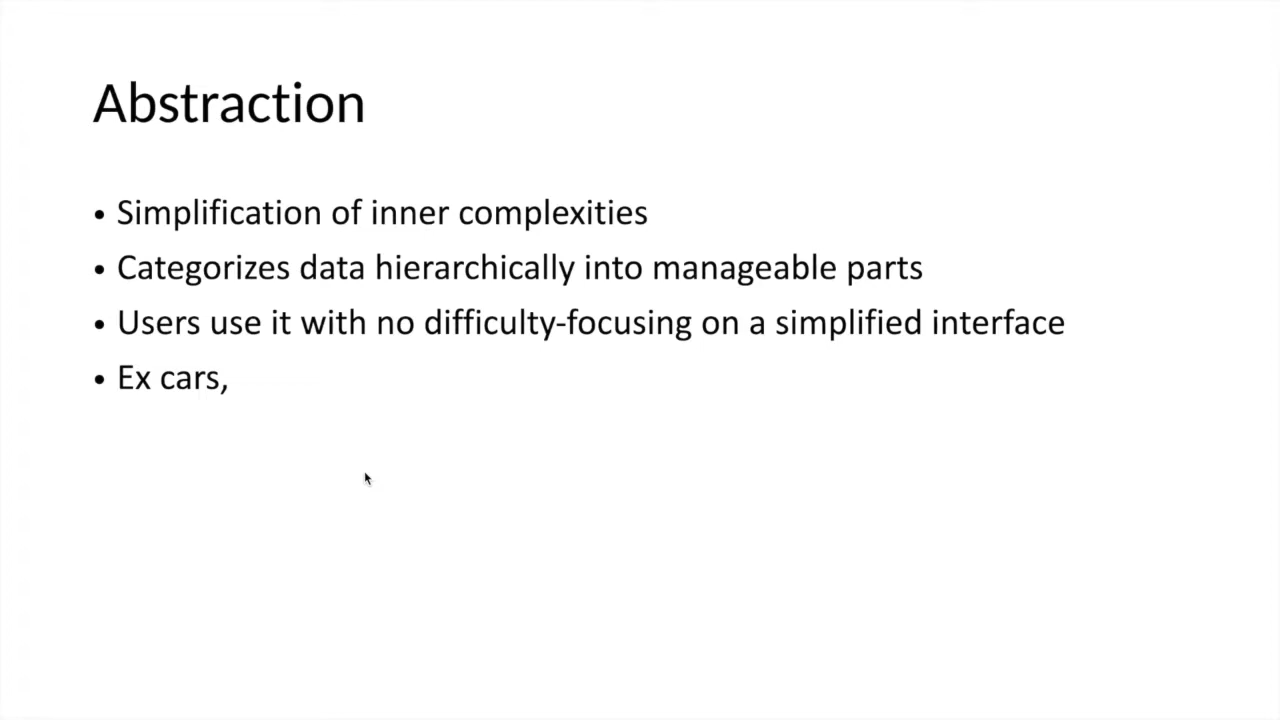 Abstraction
• Simplification of inner complexities
• Categorizes data hierarchically into manageable parts
• Users use it with no difficulty-focusing on a simplified interface
• Ex cars,